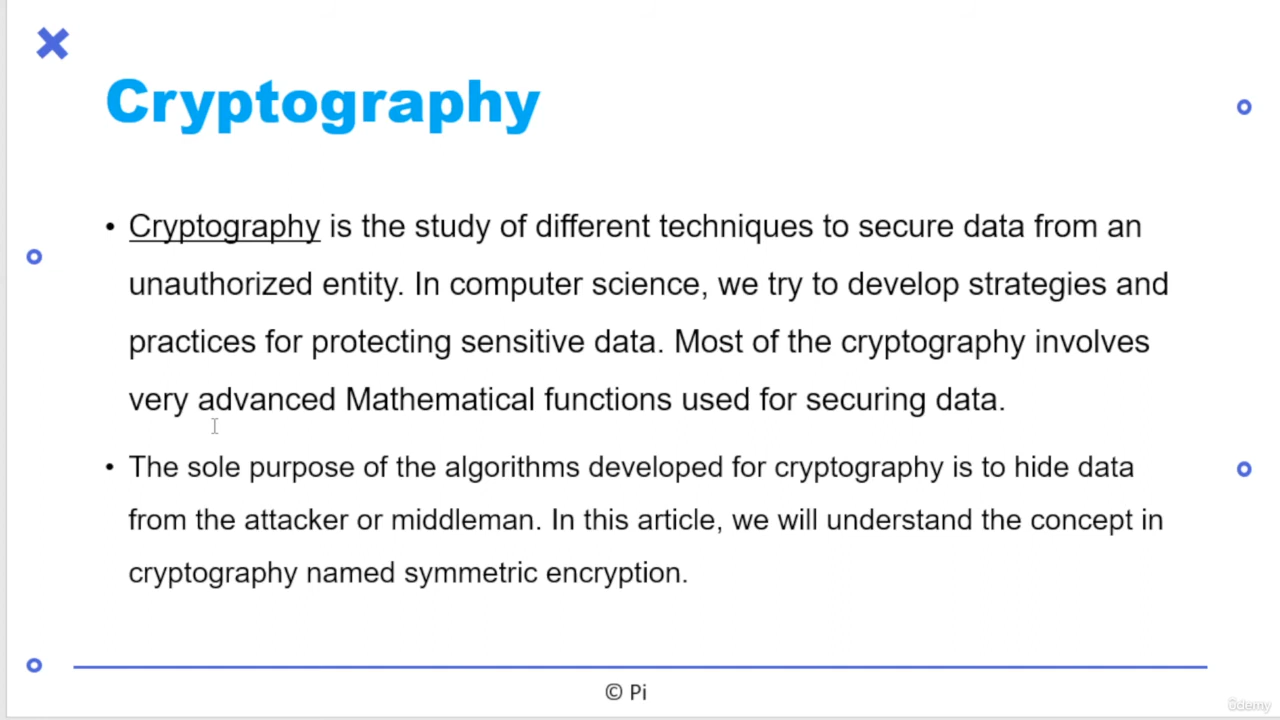 Cryptography
• Cryptography is the study of different techniques to secure data from an
unauthorized entity. In computer science, we try to develop strategies and
practices for protecting sensitive data. Most of the cryptography involves
very advanced Mathematical functions used for securing data.
• The sole purpose of the algorithms developed for cryptography is to hide data
from the attacker or middleman. In this article, we will understand the concept in
cryptography named symmetric encryption.
© Pi
ûdemy